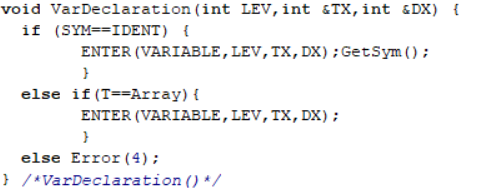 void VarDeclaration(int LEV,int &TX,int &DX) {
if (SYM==IDENT) {
ENTER(VARIABLE,LEV,TX,DX);GetSym();
}
else if(T==Array){
ENTER(VARIABLE,LEV,TX,DX);
}
else Error(4);
} /*VarDeclaration()*/